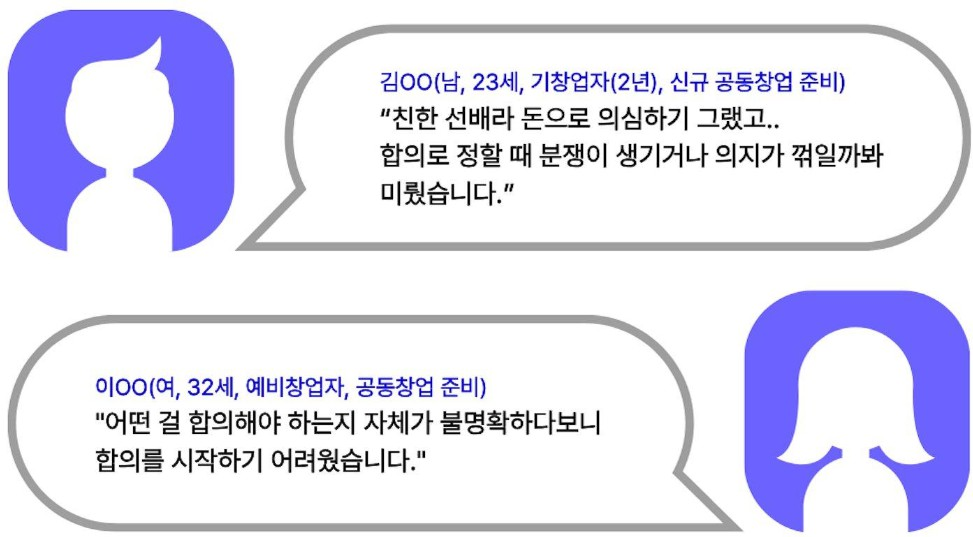 김OO(남, 23세, 기창업자(2년), 신규 공동창업 준비)
“친한 선배라 돈으로 의심하기 그랬고..
합의로 정할 때 분쟁이 생기거나 의지가 꺾일까봐
미뤘습니다.”
이OO(여, 32세, 예비창업자, 공동창업 준비)
"어떤 걸 합의해야 하는지 자체가 불명확하다보니
합의를 시작하기 어려웠습니다."